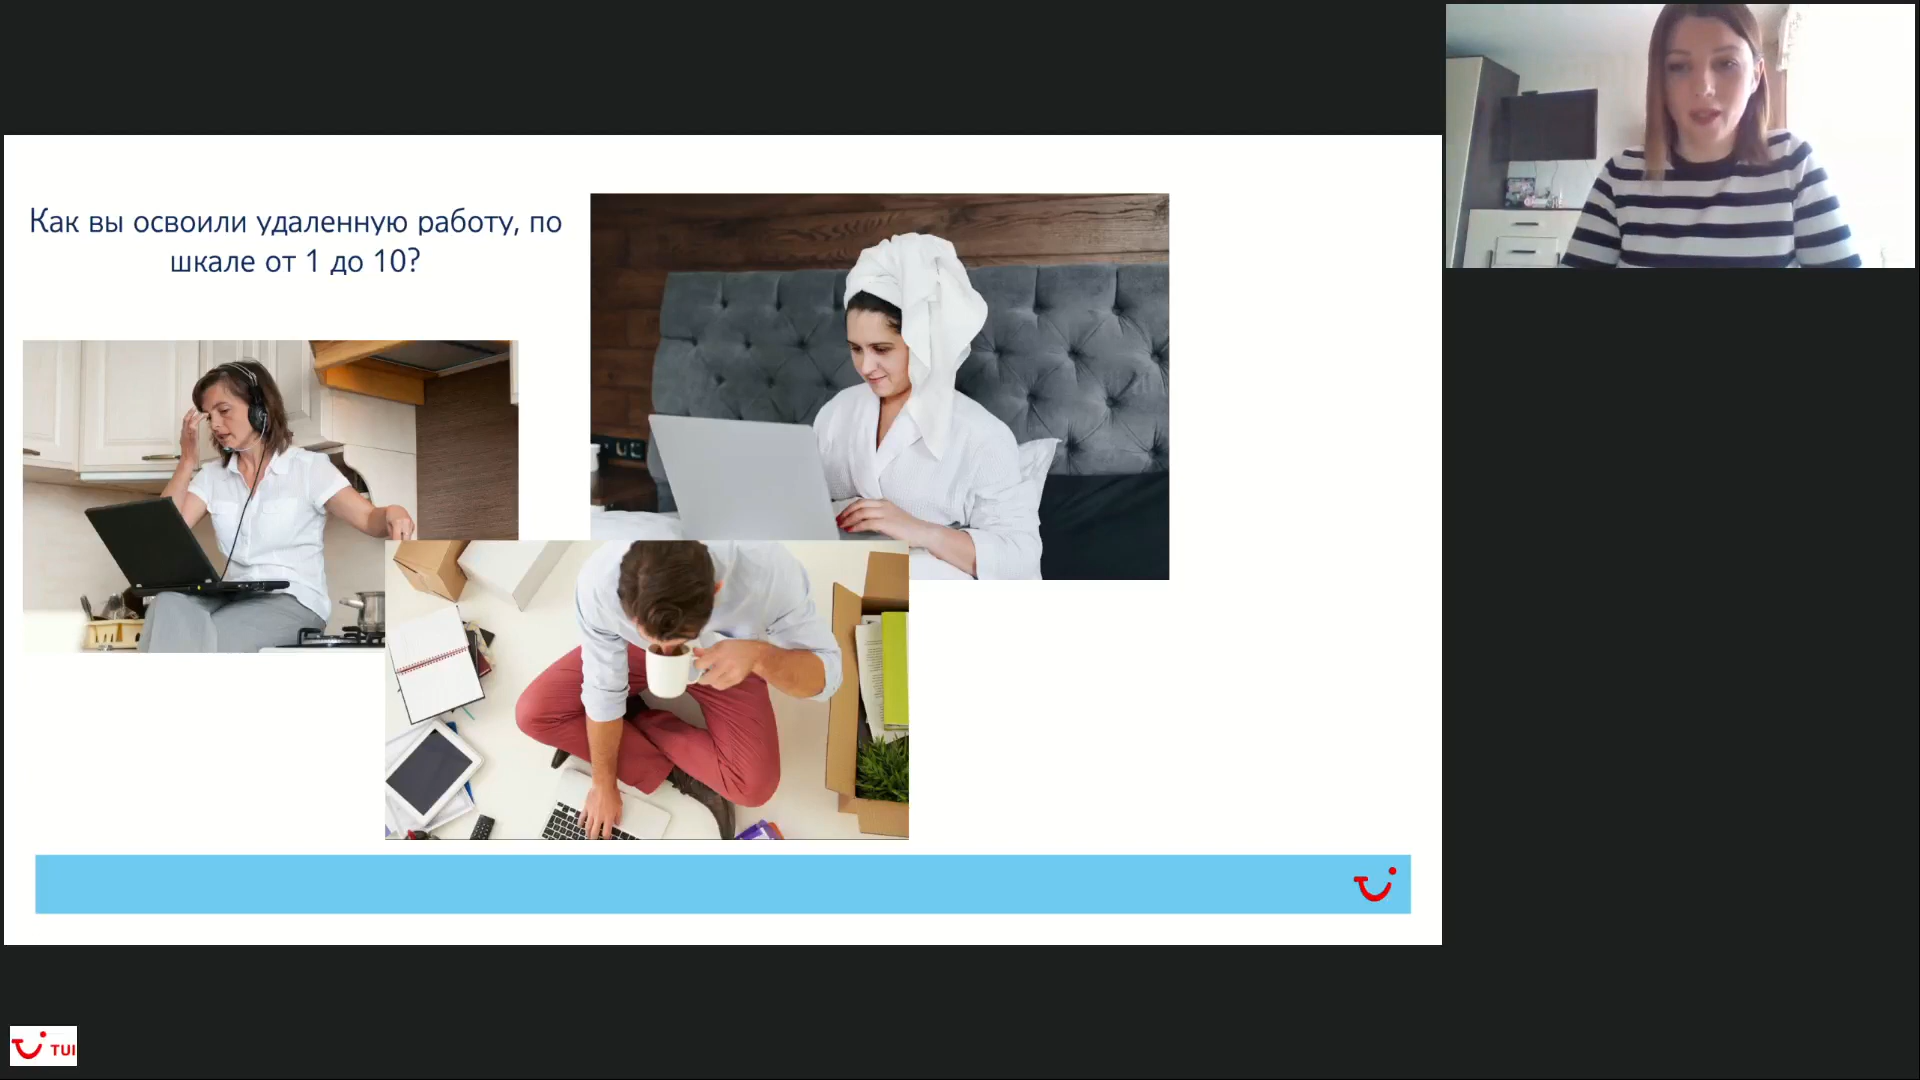 Как вы освоили удаленную работу, по
шкале от 1 до 10?
TUI